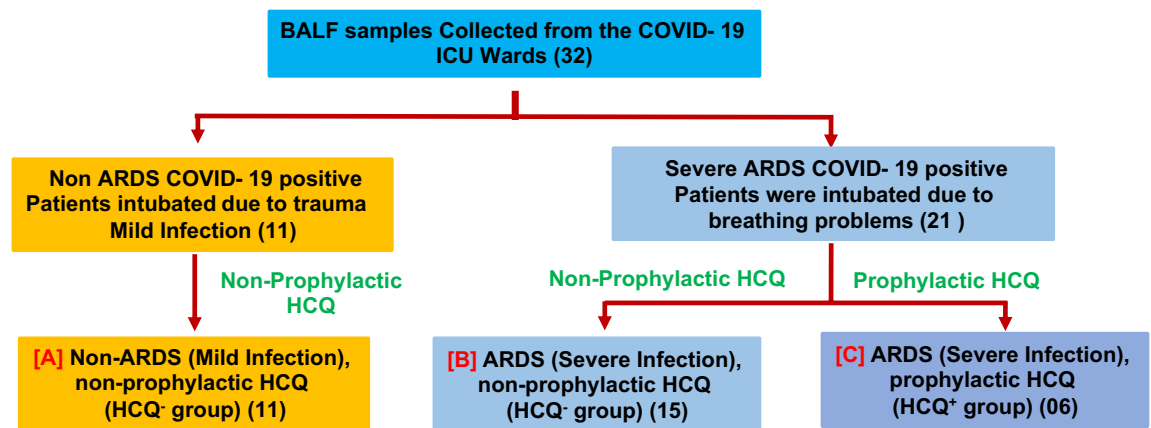 BALF samples Collected from the COVID- 19
ICU Wards (32)
Non ARDS COVID- 19 positive
Patients intubated due to trauma
Mild Infection (11)
Severe ARDS COVID- 19 positive
Patients were intubated due to
breathing problems (21 )
Non-Prophylactic
HCQ
Non-Prophylactic HCQ
Prophylactic HCQ
[A] Non-ARDS (Mild Infection),
non-prophylactic HCQ
(HCQ⁻ group) (11)
[B] ARDS (Severe Infection),
non-prophylactic HCQ
(HCQ⁻ group) (15)
[C] ARDS (Severe Infection),
prophylactic HCQ
(HCQ⁺ group) (06)